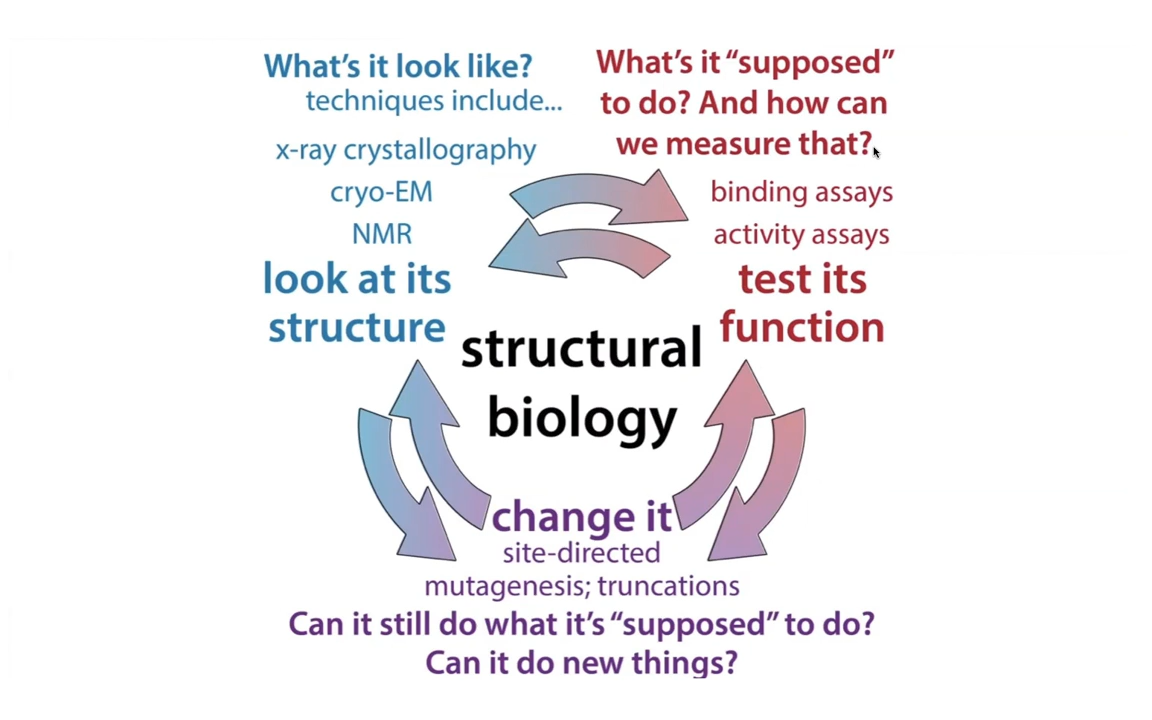 What's it look like?
techniques include...
x-ray crystallography
cryo-EM
NMR
look at its
structure
What's it “supposed”
to do? And how can
we measure that?
binding assays
activity assays
test its
function
structural
biology
change it
site-directed
mutagenesis; truncations
Can it still do what it's “supposed” to do?
Can it do new things?